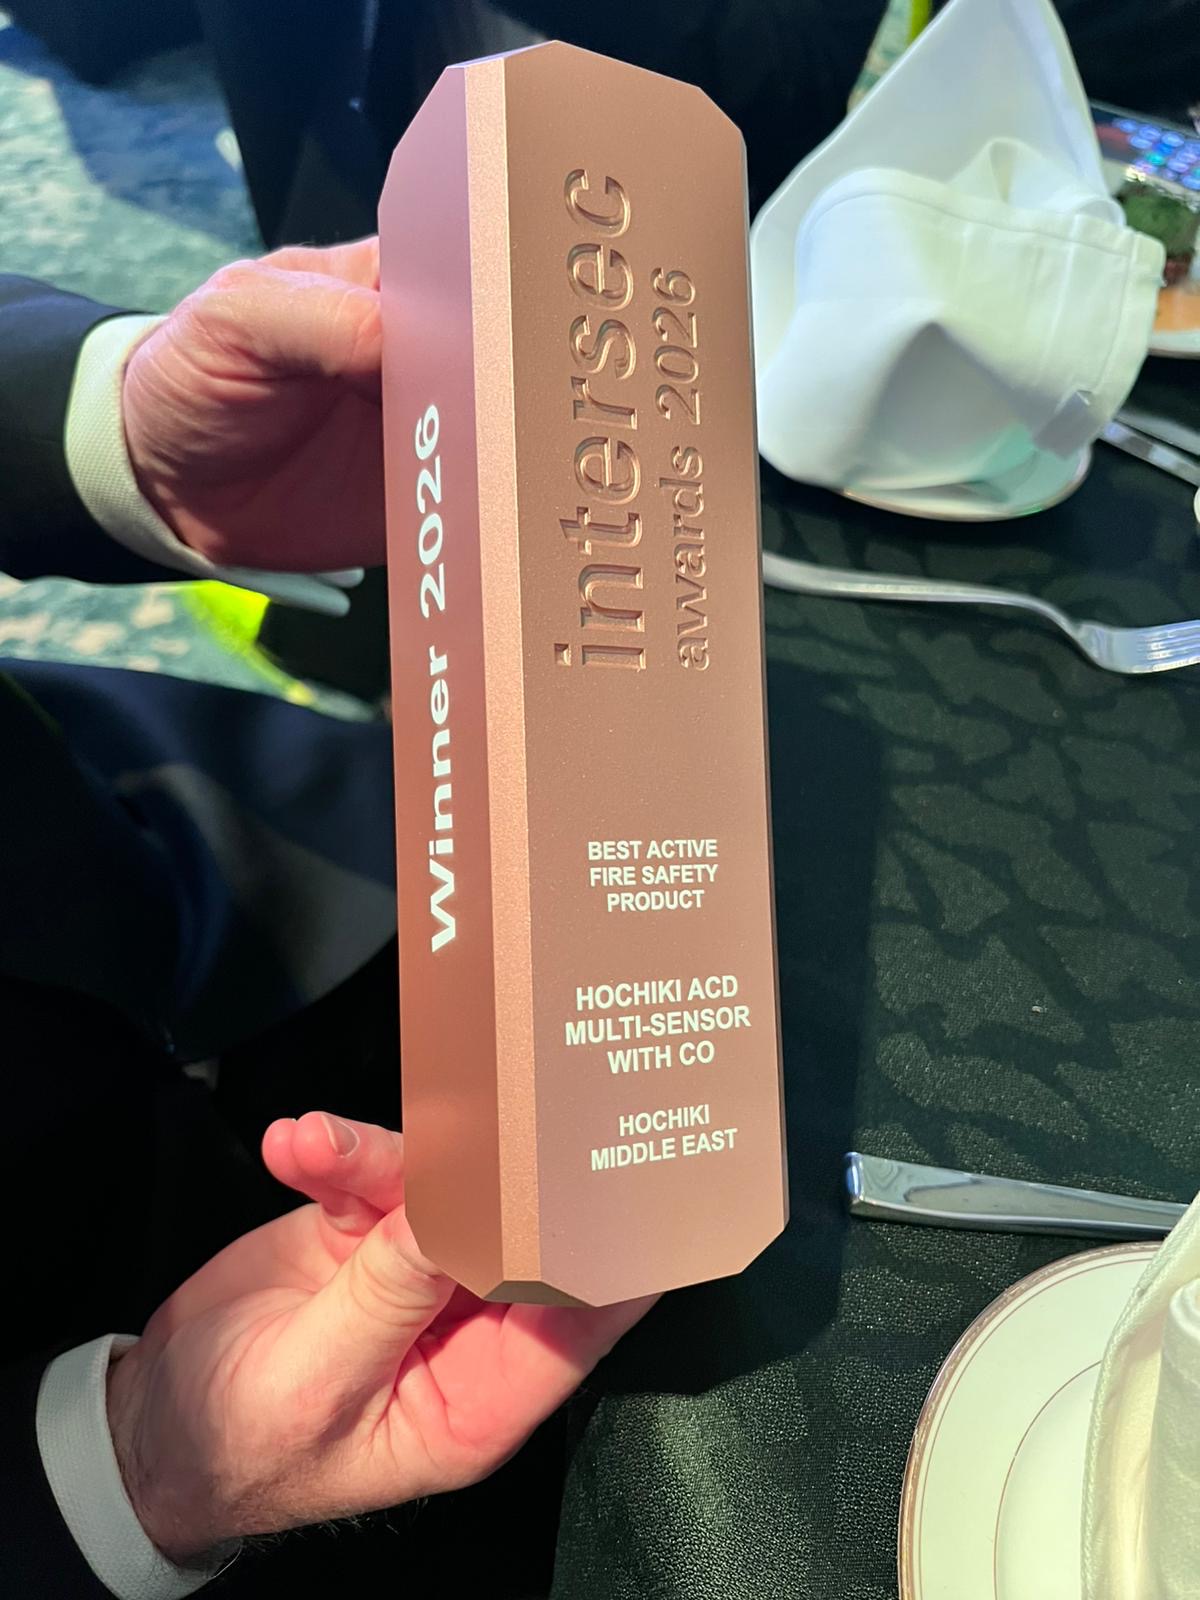 Winner 2026
intersec
awards 2026
BEST ACTIVE
FIRE SAFETY
PRODUCT
HOCHIKI ACD
MULTI-SENSOR
WITH CO
HOCHIKI
MIDDLE EAST